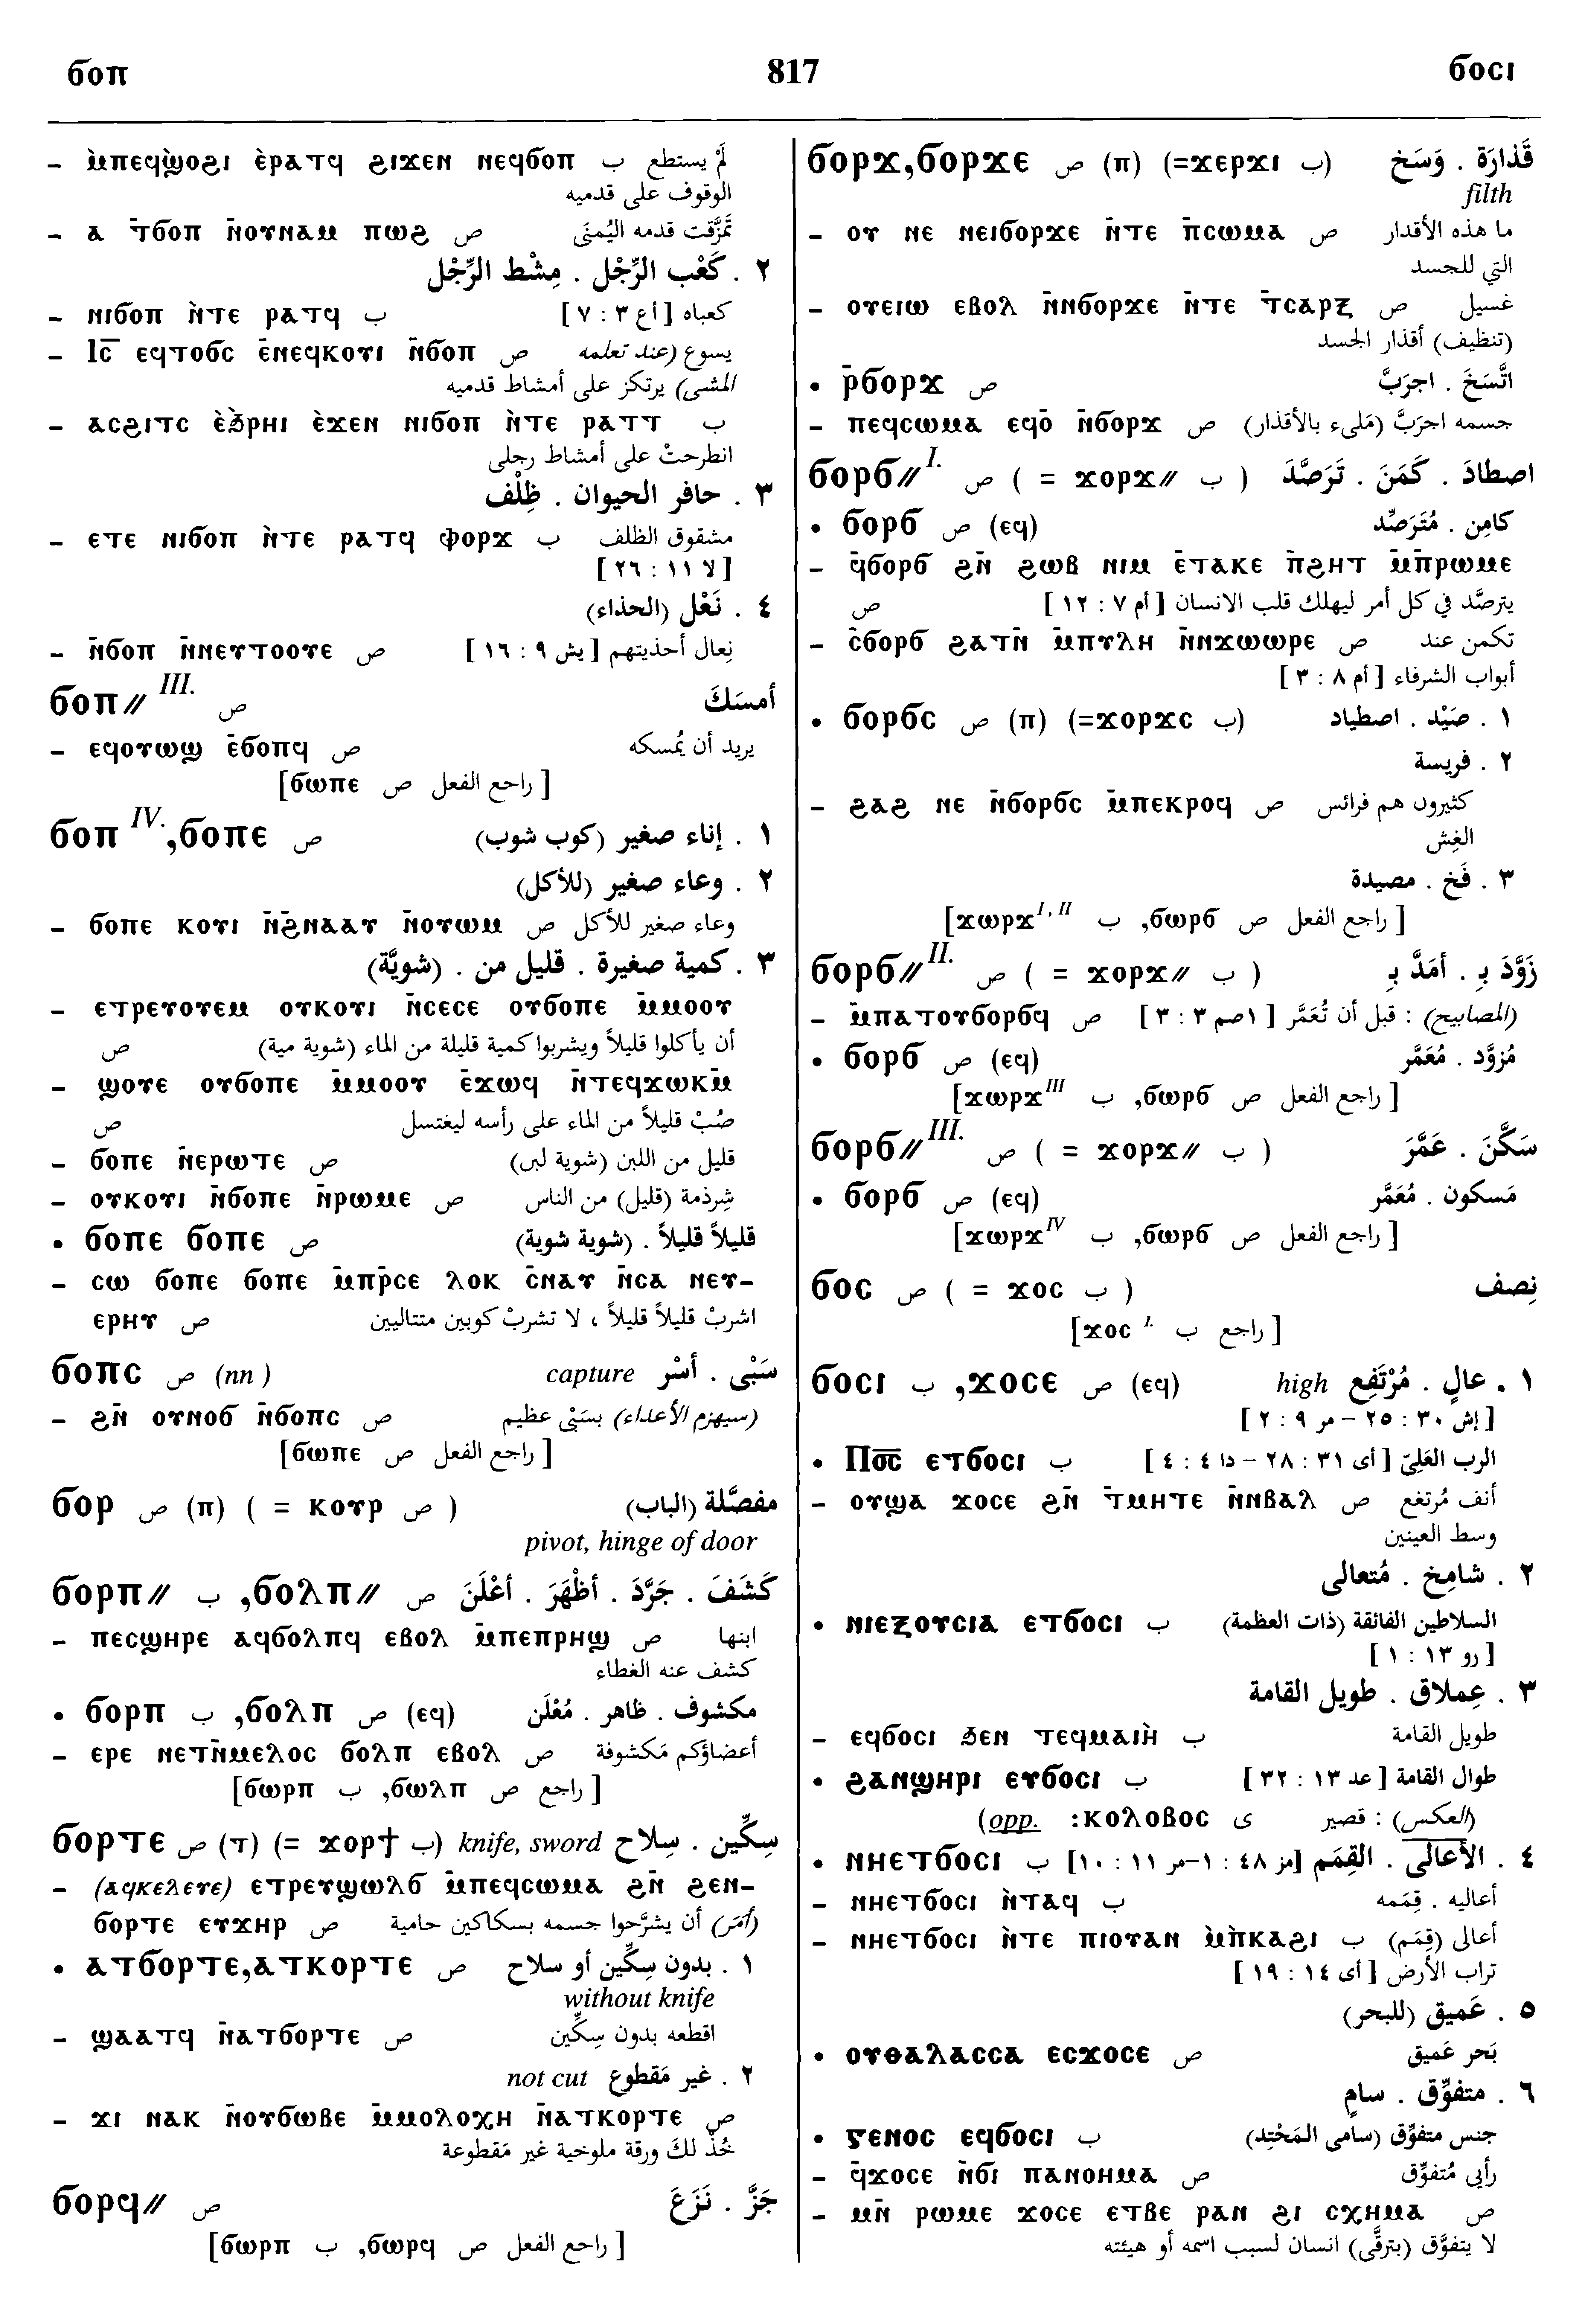 ϭⲟⲡ 817 ϭⲟⲥⲓ
– ⲙ̀ⲡⲉϥϣ̀ⲟϩⲓ ⲉ̀ⲣⲁⲧϥ ϩⲓϫⲉⲛ ⲛⲉϥϭⲟⲡ ب لَمْ يستطع
الوقوف على قدميه
– ⲁ ⲧ̄ϭⲟⲡ ⲛ̄ⲟⲩⲛⲁⲙ ⲡⲱϩ ص تمزَّقت قدمه اليُمنَى
٢ . كَعْب الرِّجْل . مِشْط الرِّجْل
– ⲛⲓϭⲟⲡ ⲛ̀ⲧⲉ ⲣⲁⲧϥ ب كعباه [ أع ٣ : ٧ ]
– ⲓⲥ̅ ⲉϥⲧⲟϭⲥ ⲉ̄ⲛⲉϥⲕⲟⲩⲓ ⲛ̄ϭⲟⲡ ص يسوع (عند تعلمه
المشى) يرتكز على أمشاط قدميه
– ⲁⲥϩⲓⲧⲥ ⲉ̀ϧⲣⲏⲓ ⲉ̀ϫⲉⲛ ⲛⲓϭⲟⲡ ⲛ̀ⲧⲉ ⲣⲁⲧⲧ ب
انطرحتْ على أمشاط رجلى
٣ . حافر الحيوان . ظِلْف
– ⲉⲧⲉ ⲛⲓϭⲟⲡ ⲛ̀ⲧⲉ ⲣⲁⲧϥ ⲫⲟⲣϫ ب مشقوق الظلف
[ لا ١١ : ٢٦ ]
٤ . نَعْل (الحذاء)
– ⲛ̄ϭⲟⲡ ⲛ̄ⲛⲉⲩⲧⲟⲟⲩⲉ ص نِعال أحذيتهم [ يش ٩ : ١٦ ]
ϭⲟⲡ⫽ III. ص أمسَكَ
– ⲉϥⲟⲩⲱϣ ⲉ̄ϭⲟⲡϥ ص يريد أن يُمسكه
[ راجع الفعل ص ϭⲱⲡⲉ]
ϭⲟⲡ IV.,ϭⲟⲡⲉ ص ١ . إناء صغير (كوب شوب)
٢ . وعاء صغير (للأكل)
– ϭⲟⲡⲉ ⲕⲟⲩⲓ ⲛ̄ϩⲛⲁⲁⲩ ⲛ̄ⲟⲩⲱⲙ ص وعاء صغير للأكل
٣ . كمية صغيرة . قليل من . (شويَّة)
– ⲉⲧⲣⲉⲩⲟⲩⲉⲙ ⲟⲩⲕⲟⲩⲓ ⲛ̄ⲥⲉⲥⲉ ⲟⲩϭⲟⲡⲉ ⲙ̄ⲙⲟⲟⲩ
أن يأكلوا قليلاً ويشربوا كمية قليلة من الماء (شوية مية) ص
– ϣⲟⲩⲉ ⲟⲩϭⲟⲡⲉ ⲙ̄ⲙⲟⲟⲩ ⲉ̄ϫⲱϥ ⲛ̄ⲧⲉϥϫⲱⲕⲙ̄
صُبْ قليلاً من الماء على رأسه ليغتسل ص
– ϭⲟⲡⲉ ⲛ̄ⲉⲣⲱⲧⲉ ص قليل من اللبن (شوية لبن)
– ⲟⲩⲕⲟⲩⲓ ⲛ̄ϭⲟⲡⲉ ⲛ̄ⲣⲱⲙⲉ ص شِرذمة (قليل) من الناس
• ϭⲟⲡⲉ ϭⲟⲡⲉ ص قليلاً قليلاً . (شوية شوية)
– ⲥⲱ ϭⲟⲡⲉ ϭⲟⲡⲉ ⲙ̄ⲡⲣ̄ⲥⲉ ⲗⲟⲕ ⲥ̄ⲛⲁⲩ ⲛ̄ⲥⲁ ⲛⲉⲩ-
ⲉⲣⲏⲩ ص اشربْ قليلاً قليلاً ، لا تشربْ كوبين متتاليين
ϭⲟⲡⲥ ص (nn ) capture سَبْى . أسْر
– ϩⲛ̄ ⲟⲩⲛⲟϭ ⲛ̄ϭⲟⲡⲥ ص (سيهزم الأعداء) بسَبْى عظيم
[ راجع الفعل ص ϭⲱⲡⲉ]
ϭⲟⲣ ص (ⲡ) ( = ⲕⲟⲩⲣ ص ) مفصَّلة (الباب)
pivot, hinge of door
ϭⲟⲣⲡ⫽ ب ,ϭⲟⲗⲡ⫽ ص كَشَفَ . جَرَّدَ . أظْهَرَ . أعْلَنَ
– ⲡⲉⲥϣⲏⲣⲉ ⲁϥϭⲟⲗⲡϥ ⲉⲃⲟⲗ ⲙ̄ⲡⲉⲡⲣⲏϣ ص ابنها
كشف عنه الغطاء
• ϭⲟⲣⲡ ب ,ϭⲟⲗⲡ ص (ⲉϥ) مكشوف . ظاهر . مُعْلَن
– ⲉⲣⲉ ⲛⲉⲧⲛ̄ⲙⲉⲗⲟⲥ ϭⲟⲗⲡ ⲉⲃⲟⲗ ص أعضاؤكم مَكشوفة
[ راجع ص ϭⲱⲗⲡ, ب ϭⲱⲣⲡ]
ϭⲟⲣⲧⲉ ص (ⲧ) (= ϫⲟⲣϯ ب) knife, sword سِكِّين . سِلاح
– (ⲁϥⲕⲉⲗⲉⲩⲉ) ⲉⲧⲣⲉⲩϣⲱⲗϭ ⲙ̄ⲡⲉϥⲥⲱⲙⲁ ϩⲛ̄ ϩⲉⲛ-
ϭⲟⲣⲧⲉ ⲉⲩϫⲏⲣ ص (أمَر) أن يشرَّحوا جسمه بسكاكين حامية
• ⲁⲧϭⲟⲣⲧⲉ,ⲁⲧⲕⲟⲣⲧⲉ ص ١ . بدون سِكِّين أو سلاح
without knife
– ϣⲁⲁⲧϥ ⲛ̄ⲁⲧϭⲟⲣⲧⲉ ص اقطعه بدون سِكِّين
٢ . غير مَقطوع not cut
– ϫⲓ ⲛⲁⲕ ⲛ̄ⲟⲩϭⲱⲃⲉ ⲙ̄ⲙⲟⲗⲟⲭⲏ ⲛ̄ⲁⲧⲕⲟⲣⲧⲉ ص
خُذْ لكَ ورقة ملوخية غير مَقطوعة
ϭⲟⲣϥ⫽ ص جَزَّ . نَزَعَ
[ راجع الفعل ص ϭⲱⲣϥ, ب ϭⲱⲣⲡ]
ϭⲟⲣϫ,ϭⲟⲣϫⲉ ص (ⲡ) (=ϫⲉⲣϫⲓ ب) قَذارَة . وَسَخ
filth
– ⲟⲩ ⲛⲉ ⲛⲉⲓϭⲟⲣϫⲉ ⲛ̄ⲧⲉ ⲡ̄ⲥⲱⲙⲁ ص ما هذه الأقذار
التي للجسد
– ⲟⲩⲉⲓⲱ ⲉⲃⲟⲗ ⲛ̄ⲛϭⲟⲣϫⲉ ⲛ̄ⲧⲉ ⲧ̄ⲥⲁⲣⲝ ص غسيل
(تنظيف) أقذار الجسد
• ⲣ̄ϭⲟⲣϫ ص اتَّسَخَ . اجرَبَّ
– ⲡⲉϥⲥⲱⲙⲁ ⲉϥⲟ̄ ⲛ̄ϭⲟⲣϫ ص جسمه اجرَبَّ (مَلىء بالأقذار)
ϭⲟⲣϭ⫽ I. ص ( = ϫⲟⲣϫ⫽ ب ) اصطادَ . كَمَنَ . تَرَصَّدَ
• ϭⲟⲣϭ ص (ⲉϥ) كامِن . مُتَرَصِّد
– ϥ̄ϭⲟⲣϭ ϩⲛ̄ ϩⲱⲃ ⲛⲓⲙ ⲉ̄ⲧⲁⲕⲉ ⲡ̄ϩⲏⲧ ⲙ̄ⲡ̄ⲣⲱⲙⲉ
يترصَّد في كل أمر ليهلك قلب الانسان [ أم ٧ : ١٢ ] ص
– ⲥ̄ϭⲟⲣϭ ϩⲁⲧⲛ̄ ⲙ̄ⲡⲩⲗⲏ ⲛ̄ⲛϫⲱⲱⲣⲉ ص تكمن عند
أبواب الشرفاء [ أم ٨ : ٣ ]
• ϭⲟⲣϭⲥ ص (ⲡ) (=ϫⲟⲣϫⲥ ب) ١ . صَيْد . اصطياد
٢ . فريسة
– ϩⲁϩ ⲛⲉ ⲛ̄ϭⲟⲣϭⲥ ⲙ̄ⲡⲉⲕⲣⲟϥ ص كثيرون هم فرائس
الغِش
٣ . فَخ . مصيدة
[ راجع الفعل ص ϭⲱⲣϭ, ب ϫⲱⲣϫ I, II]
ϭⲟⲣϭ⫽ II. ص ( = ϫⲟⲣϫ⫽ ب ) زَوَّدَ بِـ . أمَدَّ بِـ
– ⲙ̄ⲡⲁⲧⲟⲩϭⲟⲣϭϥ ص (المصابيح) : قبل أن تُعَمَّر [ ١صم ٣ : ٣ ]
• ϭⲟⲣϭ ص (ⲉϥ) مُزوَّد . مُعَمَّر
[ راجع الفعل ص ϭⲱⲣϭ, ب ϫⲱⲣϫ III]
ϭⲟⲣϭ⫽ III. ص ( = ϫⲟⲣϫ⫽ ب ) سَكَّنَ . عَمَّرَ
• ϭⲟⲣϭ ص (ⲉϥ) مَسكون . مُعَمَّر
[ راجع الفعل ص ϭⲱⲣϭ, ب ϫⲱⲣϫ IV]
ϭⲟⲥ ص ( = ϫⲟⲥ ب ) نِصف
[ راجع ب ϫⲟⲥ I.]
ϭⲟⲥⲓ ب ,ϫⲟⲥⲉ ص (ⲉϥ) high ١ . عالٍ . مُرْتَفِع
[ إش ٣٠ : ٢٥ – مر ٩ : ٢ ]
• Ⲡⲟ̅ⲥ̅ ⲉⲧϭⲟⲥⲓ ب الرب العَلِيّ [ أى ٣١ : ٢٨ – دا ٤ : ٤ ]
– ⲟⲩϣⲁ ϫⲟⲥⲉ ϩⲛ̄ ⲧ̄ⲙⲏⲧⲉ ⲛ̄ⲛⲃⲁⲗ ص أنف مُرتفع
وسط العينين
٢ . شامِخ . مُتعالى
• ⲛⲓⲉⲝⲟⲩⲥⲓⲁ ⲉⲧϭⲟⲥⲓ ب السلاطين الفائقة (ذات العظمة)
[ رو ١٣ : ١ ]
٣ . عِملاق . طويل القامة
– ⲉϥϭⲟⲥⲓ ϧⲉⲛ ⲧⲉϥⲙⲁⲓⲏ̀ ب طويل القامة
• ϩⲁⲛϣⲏⲣⲓ ⲉⲩϭⲟⲥⲓ ب طوال القامة [ عد ١٣ : ٣٢ ]
(opp. :ⲕⲟⲗⲟⲃⲟⲥ ى (العكس) : قصير
• ⲛⲏⲉⲧϭⲟⲥⲓ ب ٤ . الأعالى . القِمَم [مز ٤٨ : ١–مر ١١ : ١٠]
– ⲛⲏⲉⲧϭⲟⲥⲓ ⲛ̀ⲧⲁϥ ب أعاليه . قِمَمه
– ⲛⲏⲉⲧϭⲟⲥⲓ ⲛ̀ⲧⲉ ⲡⲓⲟⲩⲁⲛ ⲙ̀ⲡ̀ⲕⲁϩⲓ ب أعالى (قِمَم)
تراب الأرض [ أى ١٤ : ١٩ ]
٥ . عَميق (للبحر)
• ⲟⲩⲑⲁⲗⲁⲥⲥⲁ ⲉⲥϫⲟⲥⲉ ص بَحر عَميق
٦ . متفوِّق . سامٍ
• ⲅⲉⲛⲟⲥ ⲉϥϭⲟⲥⲓ ب جنس متفوِّق (سامى المَحْتِد)
– ϥ̄ϫⲟⲥⲉ ⲛ̄ϭⲓ ⲡⲁⲛⲟⲏⲙⲁ ص رأيى مُتفوِّق
– ⲙⲛ̄ ⲣⲱⲙⲉ ϫⲟⲥⲉ ⲉⲧⲃⲉ ⲣⲁⲛ ϩⲓ ⲥⲭⲏⲙⲁ ص
لا يتفوَّق (بترقَّى) انسان لسبب اسمه أو هيئته